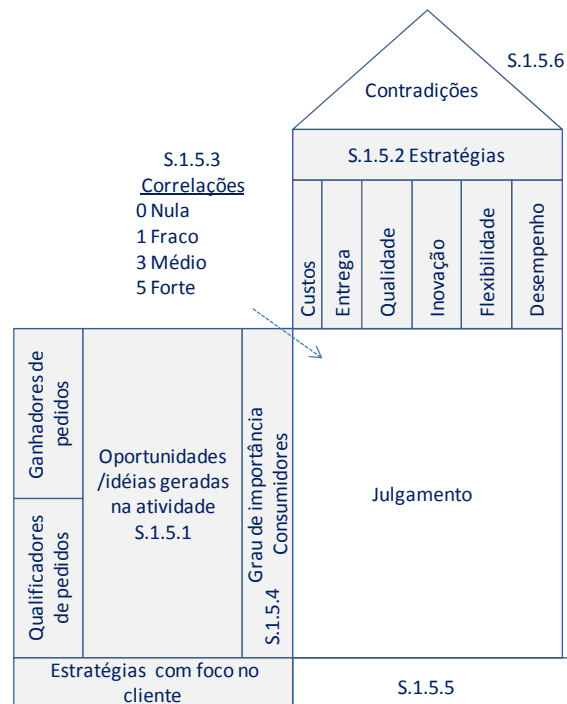 S.1.5.6
Contradições
S.1.5.2 Estratégias
S.1.5.3
Correlações
0 Nula
1 Fraco
3 Médio
5 Forte
Custos
Entrega
Qualidade
Inovação
Flexibilidade
Desempenho
Ganhadores de
pedidos
Qualificadores
de pedidos
Oportunidades
/idéias geradas
na atividade
S.1.5.1
Grau de importância
Consumidores
S.1.5.4
Julgamento
Estratégias com foco no
cliente
S.1.5.5